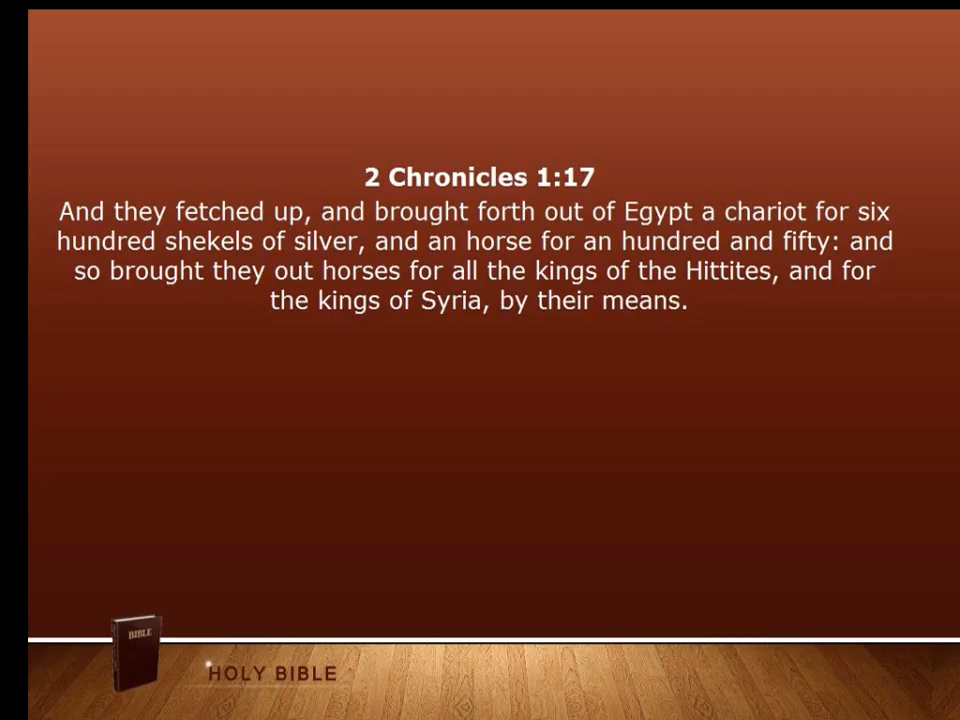 2 Chronicles 1:17
And they fetched up, and brought forth out of Egypt a chariot for six
hundred shekels of silver, and an horse for an hundred and fifty: and
so brought they out horses for all the kings of the Hittites, and for
the kings of Syria, by their means.
BIBLE
HOLY BIBLE